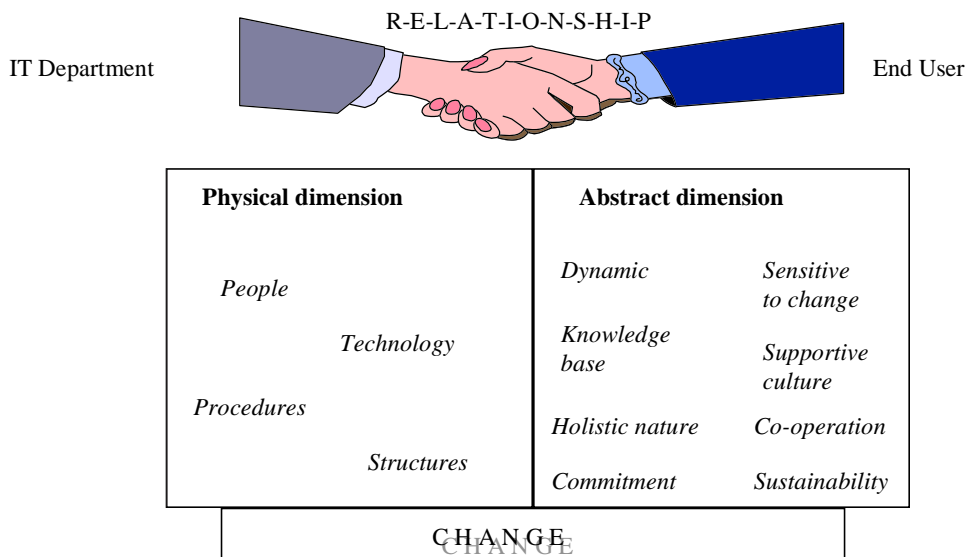 R-E-L-A-T-I-O-N-S-H-I-P
IT Department
End User
Physical dimension
People
Technology
Procedures
Structures
Abstract dimension
Dynamic
Sensitive
to change
Knowledge
base
Supportive
culture
Holistic nature
Co-operation
Commitment
Sustainability
C H A N G E
C H A N G E